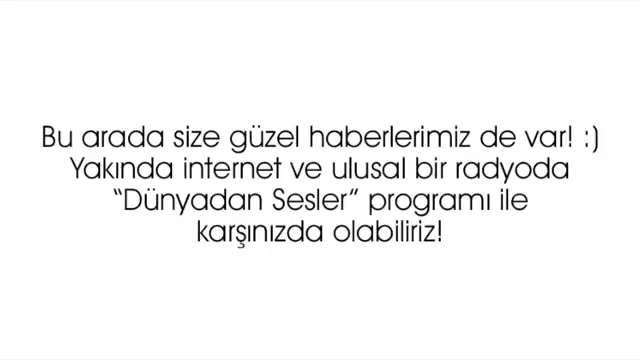 Bu arada size güzel haberlerimiz de var! :)
Yakında internet ve ulusal bir radyoda
“Dünyadan Sesler” programı ile
karşınızda olabiliriz!